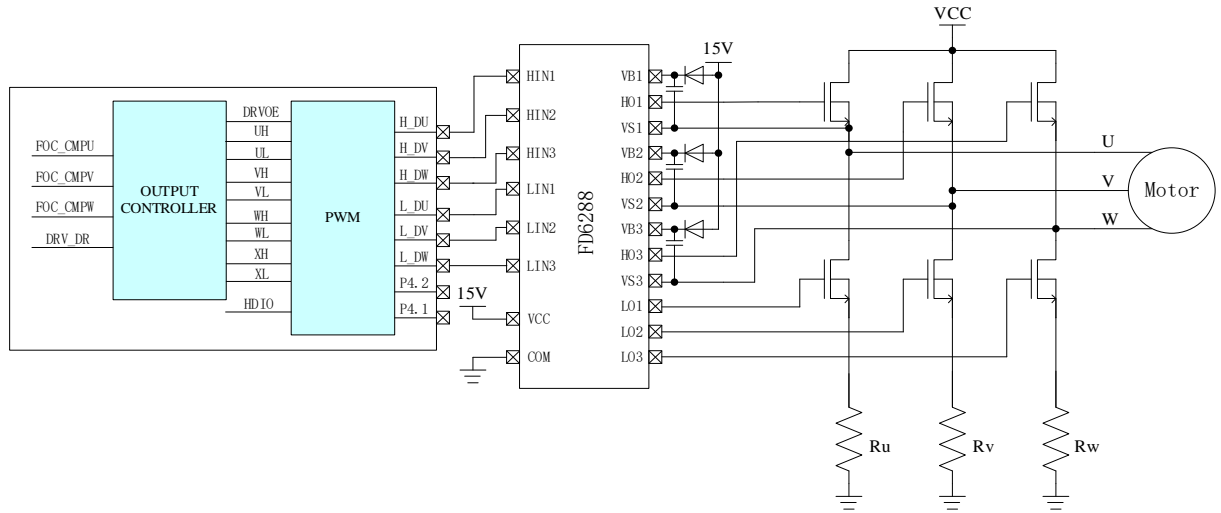 FOC_CMPU
FOC_CMPV
FOC_CMPW
DRV_DR
OUTPUT
CONTROLLER
DRVOE
UH
UL
VH
VL
WH
WL
XH
XL
HDIO
PWM
H_DU
H_DV
H_DW
L_DU
L_DV
L_DW
P4.2
P4.1
15V
HIN1
HIN2
HIN3
LIN1
LIN2
LIN3
VCC
COM
FD6288
VB1
HO1
VS1
VB2
HO2
VS2
VB3
HO3
VS3
LO1
LO2
LO3
15V
VCC
U
V
W
Motor
Ru
Rv
Rw